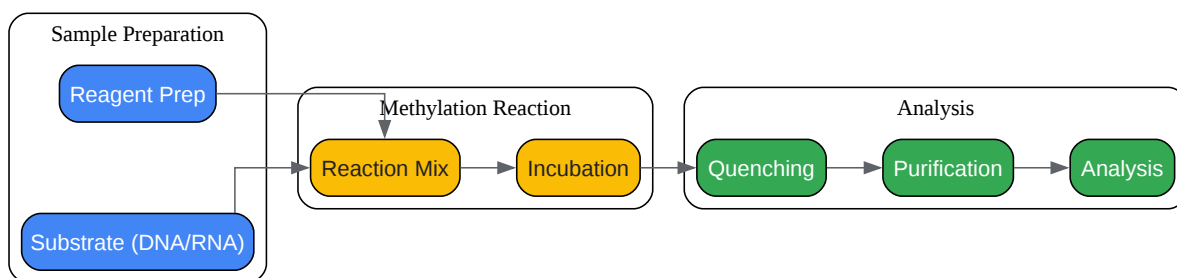 Sample Preparation
Reagent Prep
Substrate (DNA/RNA)
Methylation Reaction
Reaction Mix
Incubation
Analysis
Quenching
Purification
Analysis